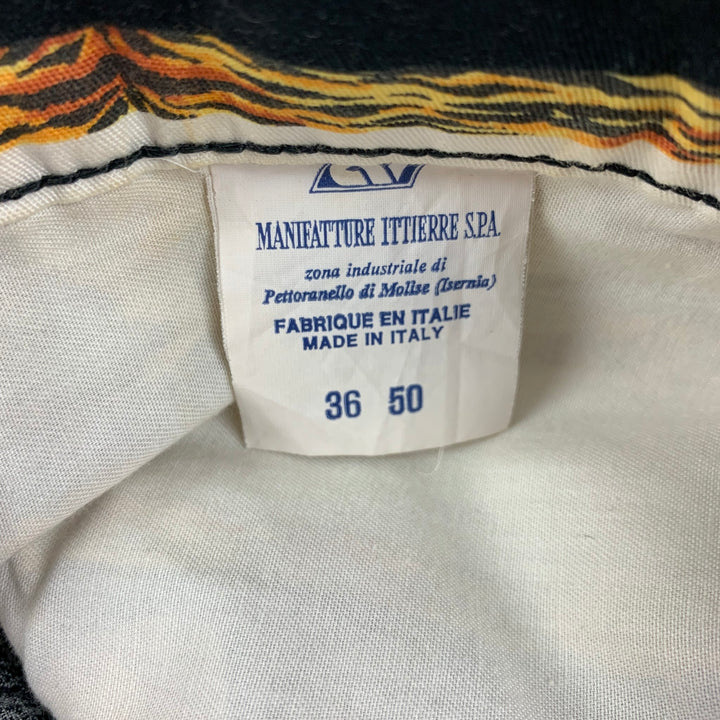 MANIFATTURE ITTIERRE S.P.A.
zona industriale di
Pettoranello di Molise (Isernia)
FABRIQUE EN ITALIE
MADE IN ITALY
36 50